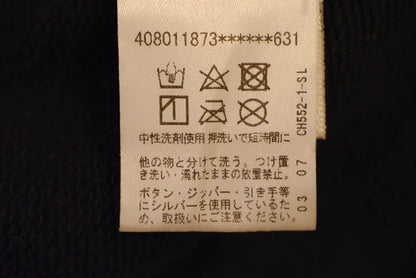 408011873******631
中性洗剤使用 押洗いで短時間に
他の物と分けて洗う。つけ置
き洗い・濡れたままの放置禁止。
ボタン・ジッパー・引き手等
にシルバーを使用しているた
め、取扱いにご注意ください。
03 07 CH552-1-SL